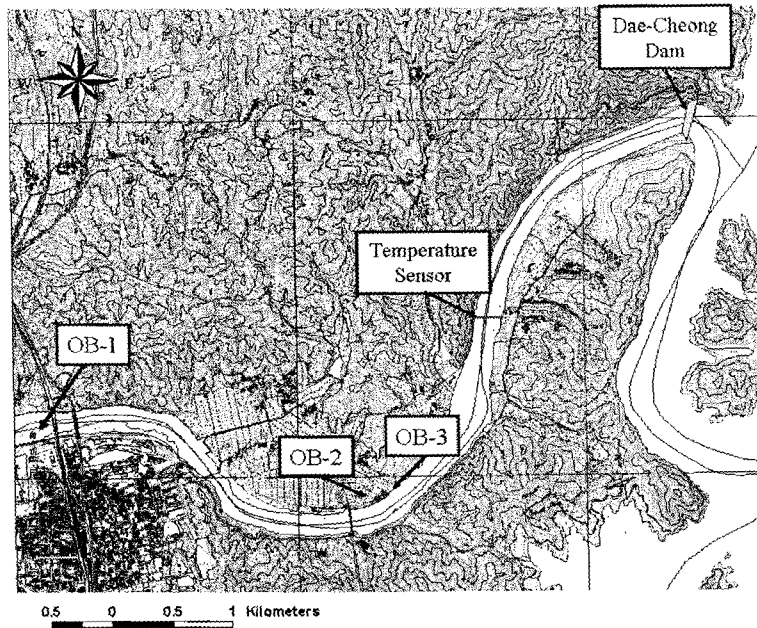 Dae-Cheong
Dam
Temperature
Sensor
OB-1
OB-2
OB-3
0.5 0 0.5 1 Kilometers